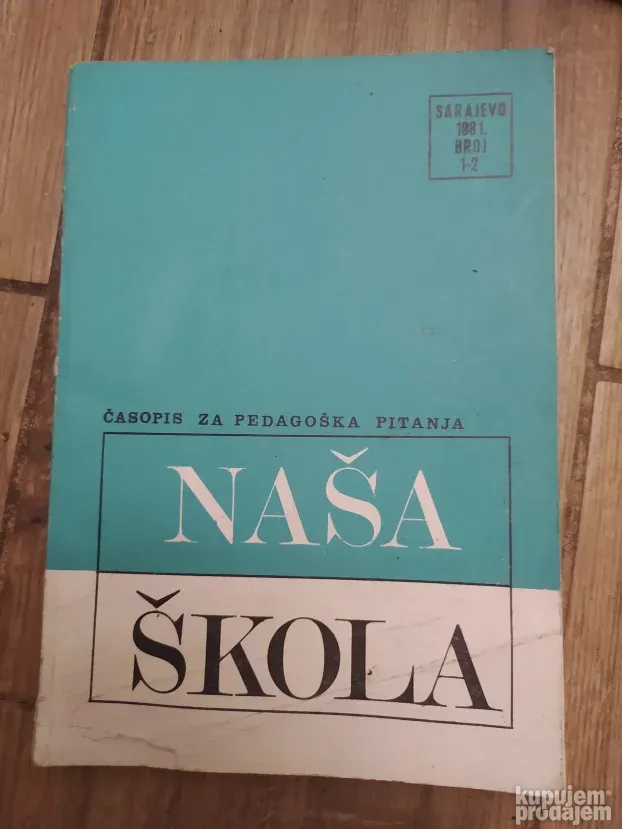 SARAJEVO
1981.
BROJ
1-2
ČASOPIS ZA PEDAGOŠKA PITANJA
NAŠA
ŠKOLA
kupujem
prodajem